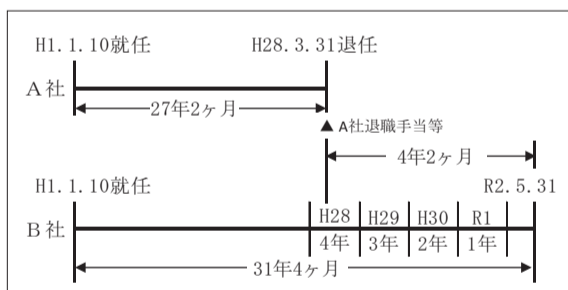 H1.1.10就任 H28.3.31退任
A社
27年2ヶ月
▲ A社退職手当等
4年2ヶ月
H1.1.10就任 R2.5.31
B社
H28 H29 H30 R1
4年 3年 2年 1年
31年4ヶ月